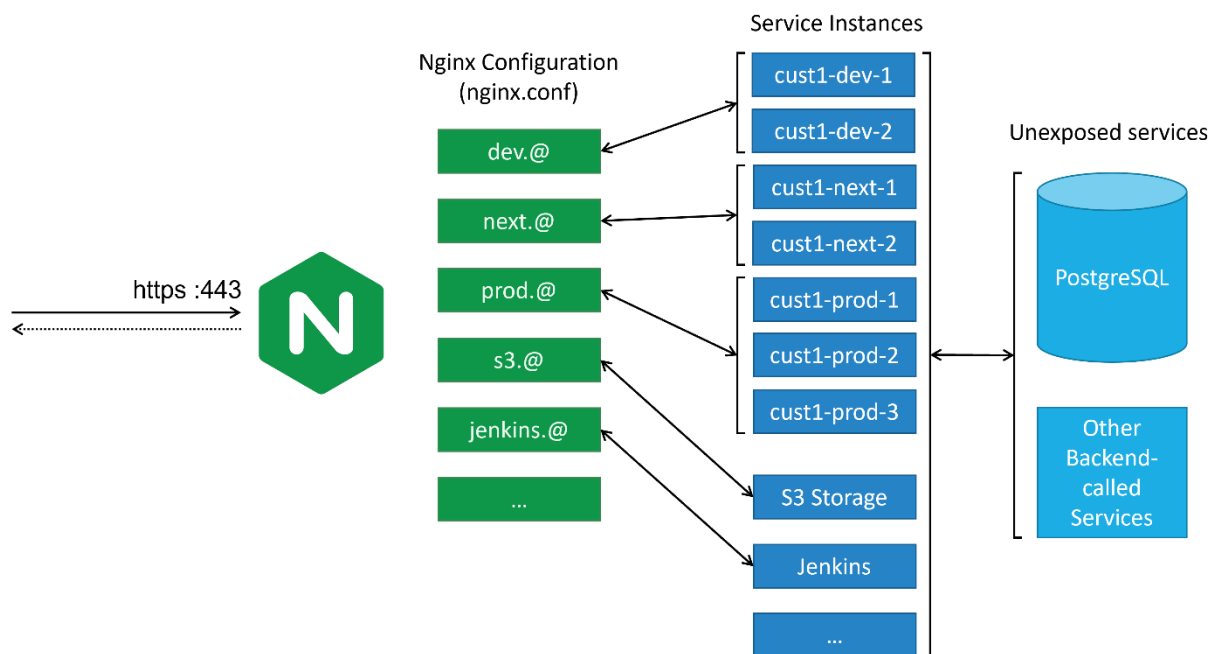 https :443
N
Nginx Configuration
(nginx.conf)
dev.@
next.@
prod.@
s3.@
jenkins.@
...
Service Instances
cust1-dev-1
cust1-dev-2
cust1-next-1
cust1-next-2
cust1-prod-1
cust1-prod-2
cust1-prod-3
S3 Storage
Jenkins
...
Unexposed services
PostgreSQL
Other
Backend-
called
Services